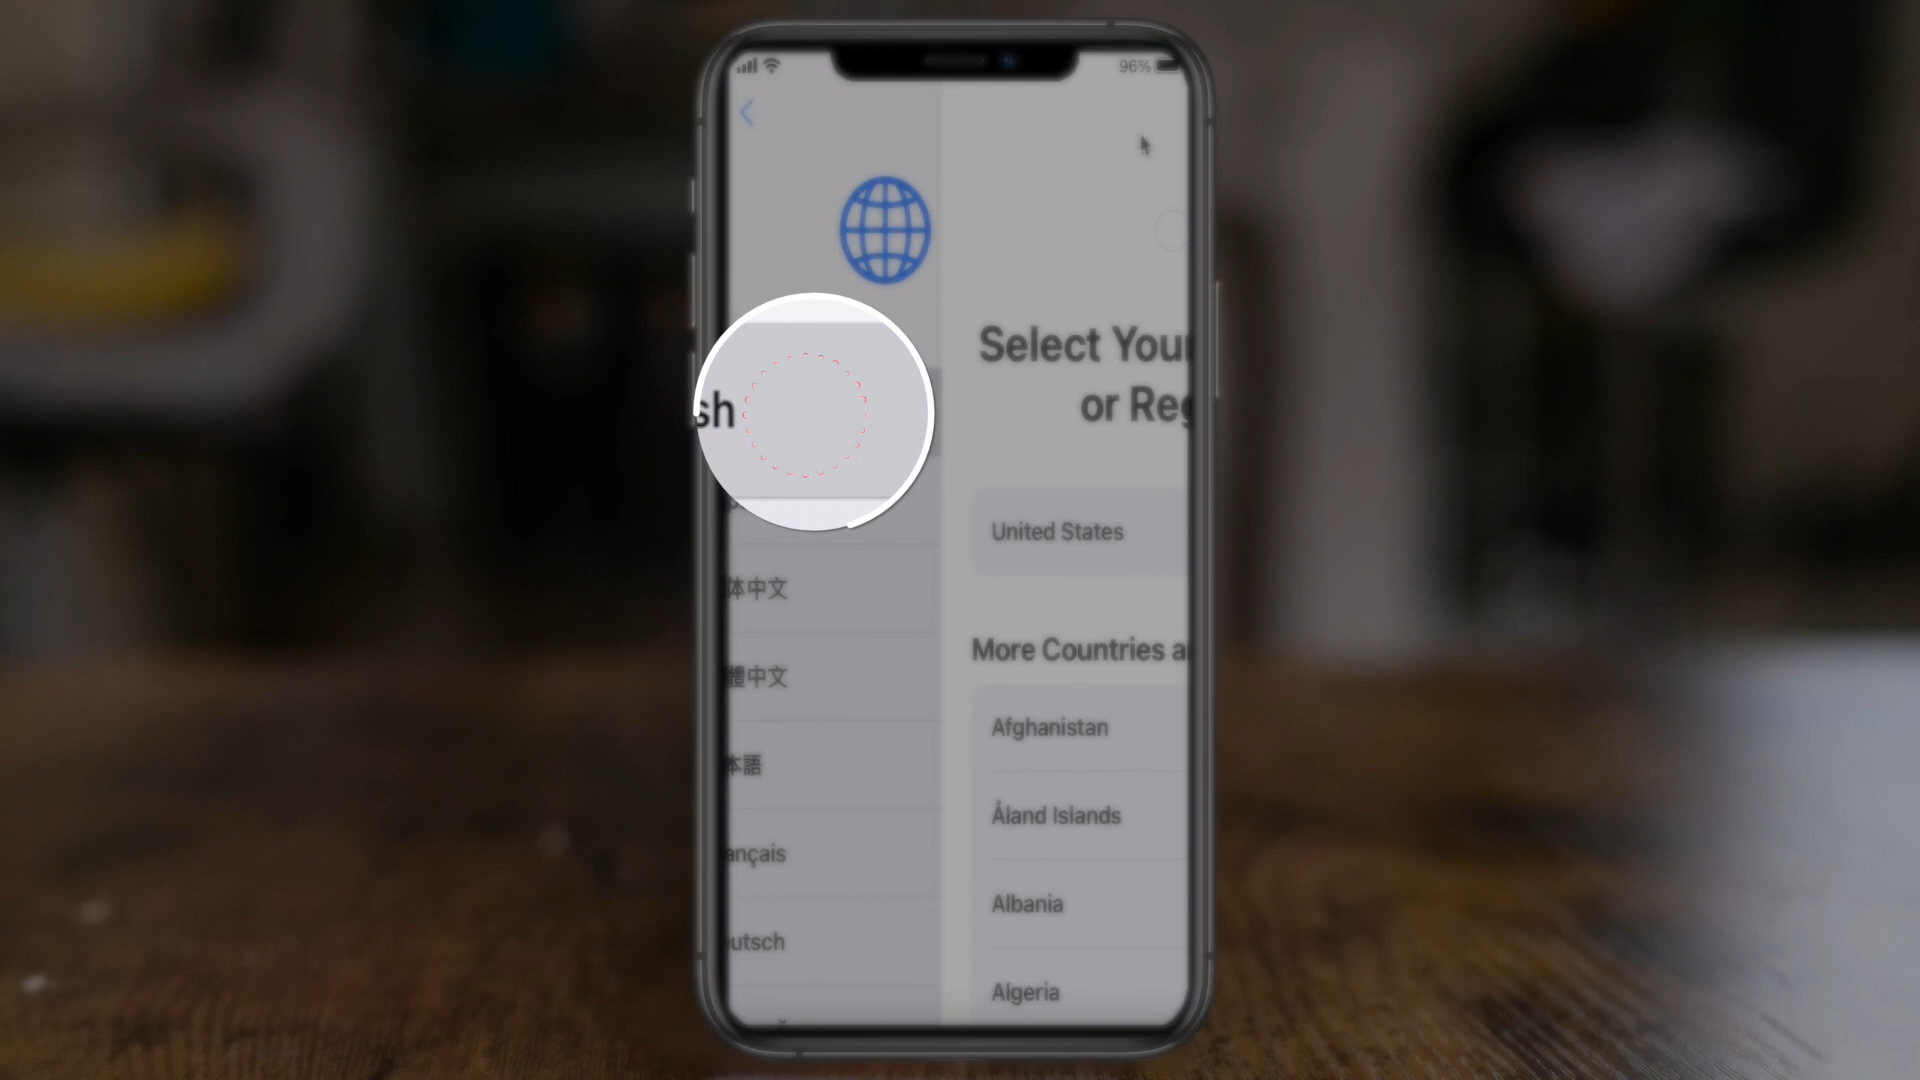 96%
sh
体中文
體中文
本語
ançais
utsch
Select Your
or Reg
United States
More Countries a
Afghanistan
Åland Islands
Albania
Algeria